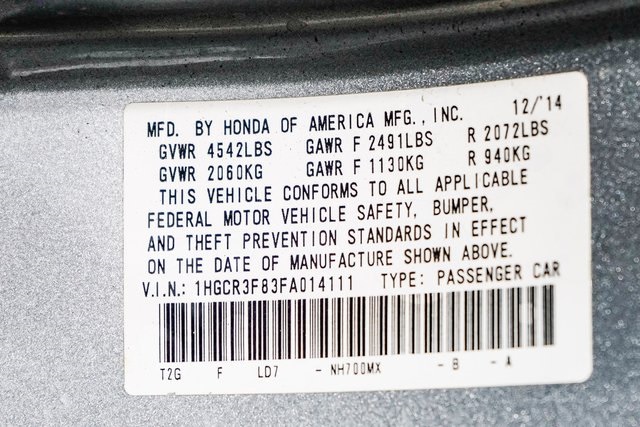 MFD. BY HONDA OF AMERICA MFG., INC. 12/'14
GVWR 4542LBS GAWR F 2491LBS R 2072LBS
GVWR 2060KG GAWR F 1130KG R 940KG
THIS VEHICLE CONFORMS TO ALL APPLICABLE
FEDERAL MOTOR VEHICLE SAFETY, BUMPER,
AND THEFT PREVENTION STANDARDS IN EFFECT
ON THE DATE OF MANUFACTURE SHOWN ABOVE.
V.I.N.: 1HGCR3F83FA014111 TYPE: PASSENGER CAR
T2G F LD7 - NH700MX - B - A